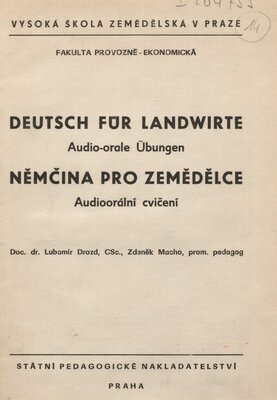 VYSOKÁ ŠKOLA ZEMĚDĚLSKÁ V PRAZE
14
FAKULTA PROVOZNĚ-EKONOMICKÁ
DEUTSCH FÜR LANDWIRTE
Audio-orale Übungen
NĚMČINA PRO ZEMĚDĚLCE
Audioorální cvičení
Doc. dr. Lubomír Drozd, CSc., Zdeněk Macho, prom. pedagog
STÁTNÍ PEDAGOGICKÉ NAKLADATELSTVÍ
PRAHA